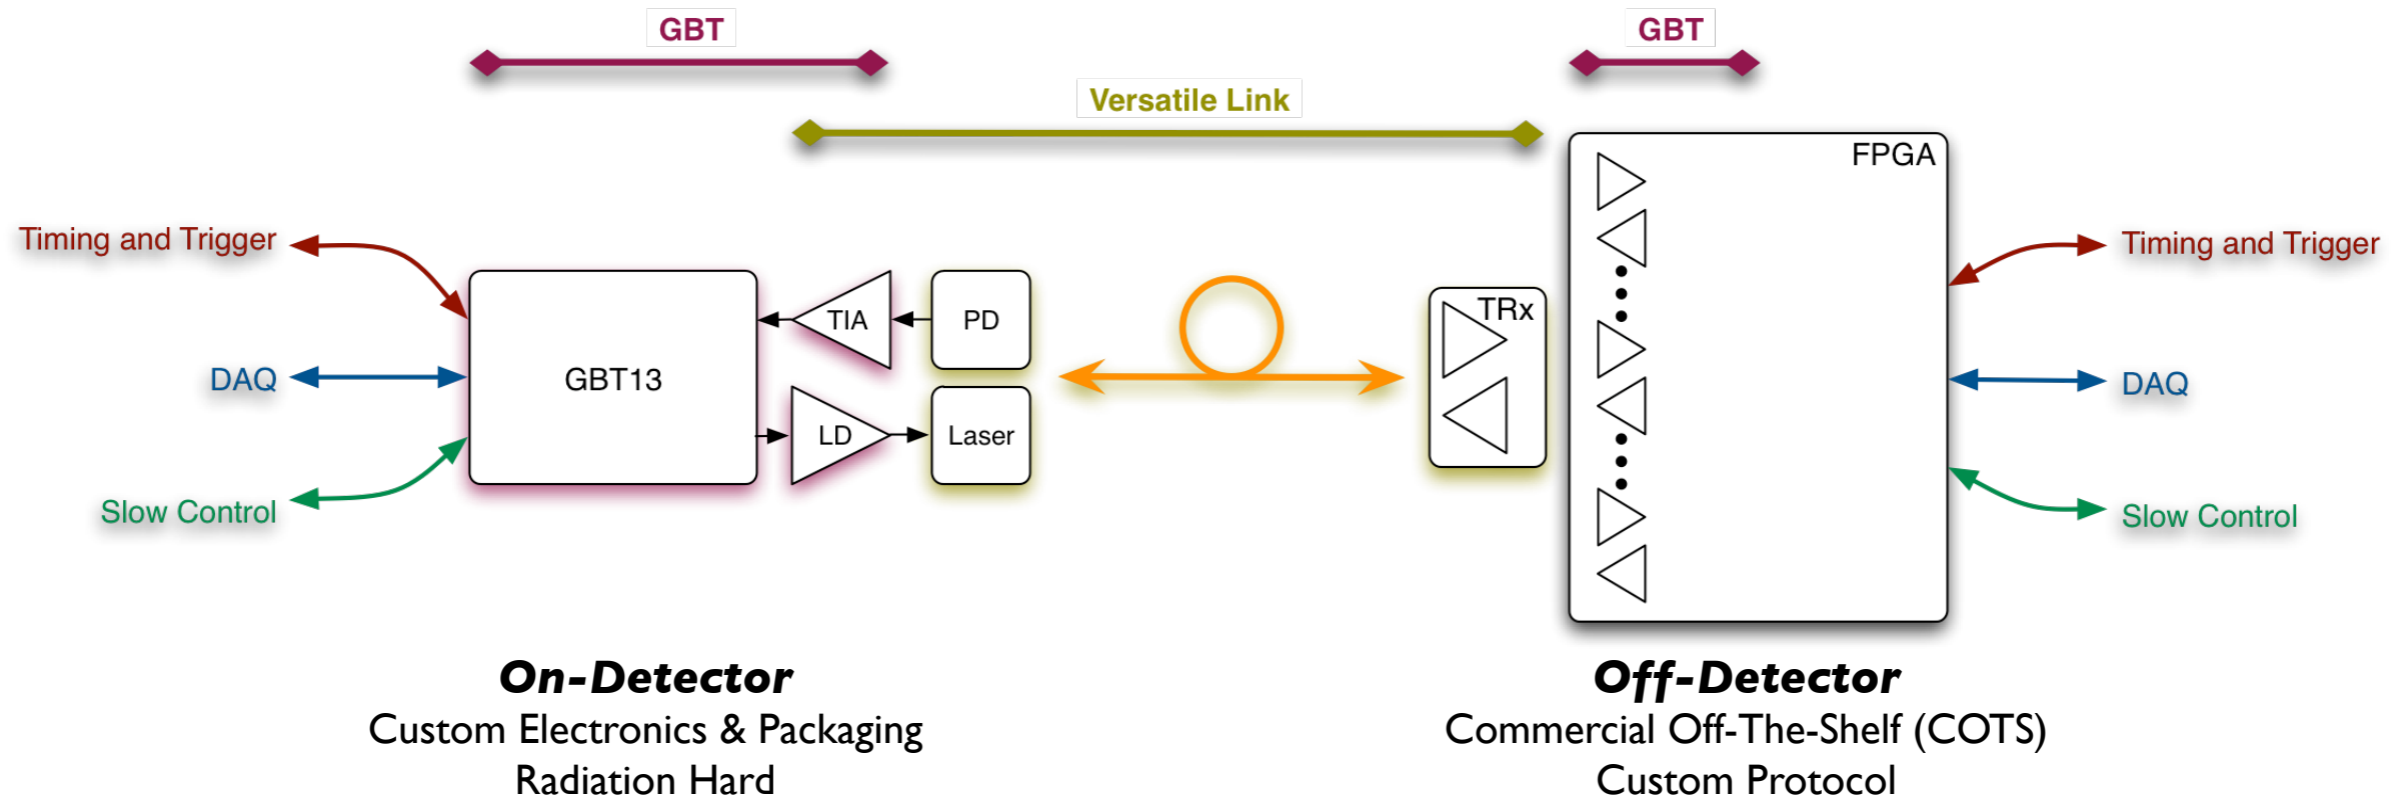 GBT
GBT
Versatile Link
FPGA
Timing and Trigger
Timing and Trigger
TIA
PD
TRx
GBT13
DAQ
DAQ
LD
Laser
Slow Control
Slow Control
On-Detector
Custom Electronics & Packaging
Radiation Hard
Off-Detector
Commercial Off-The-Shelf (COTS)
Custom Protocol